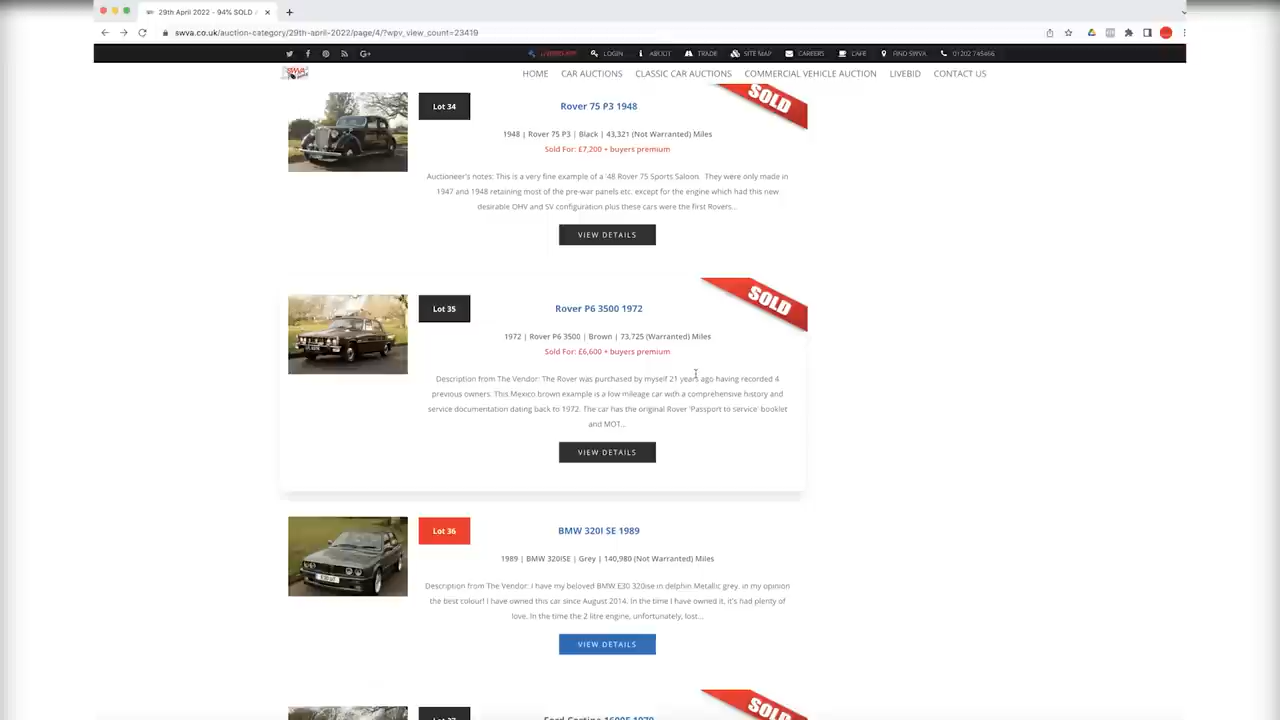 29th April 2022 - 94% SOLD
swva.co.uk/auction-category/29th-april-2022/page/4/?wpv_view_count=23419
LOGIN ABOUT TRADE SITE MAP CAREERS CAFE FIND SWVA 01202 745466
SWVA
HOME CAR AUCTIONS CLASSIC CAR AUCTIONS COMMERCIAL VEHICLE AUCTION LIVEBID CONTACT US
SOLD
Lot 34
Rover 75 P3 1948
1948 | Rover 75 P3 | Black | 43,321 (Not Warranted) Miles
Sold For: £7,200 + buyers premium
Auctioneer's notes: This is a very fine example of a '48 Rover 75 Sports Saloon. They were only made in
1947 and 1948 retaining most of the pre-war panels etc. except for the engine which had this new
desirable OHV and SV configuration plus these cars were the first Rovers...
VIEW DETAILS
SOLD
Lot 35
Rover P6 3500 1972
1972 | Rover P6 3500 | Brown | 73,725 (Warranted) Miles
Sold For: £6,600 + buyers premium
Description from The Vendor: The Rover was purchased by myself 21 years ago having recorded 4
previous owners. This Mexico brown example is a low mileage car with a comprehensive history and
service documentation dating back to 1972. The car has the original Rover 'Passport to service' booklet
and MOT...
VIEW DETAILS
Lot 36
BMW 320I SE 1989
1989 | BMW 320ISE | Grey | 140,980 (Not Warranted) Miles
Description from The Vendor: I have my beloved BMW E30 320ise in delphin Metallic grey, in my opinion
the best colour! I have owned this car since August 2014. In the time I have owned it, it's had plenty of
love. In the time the 2 litre engine, unfortunately, lost...
VIEW DETAILS
SOLD
Lot 37
Ford Cortina 1600E 1970